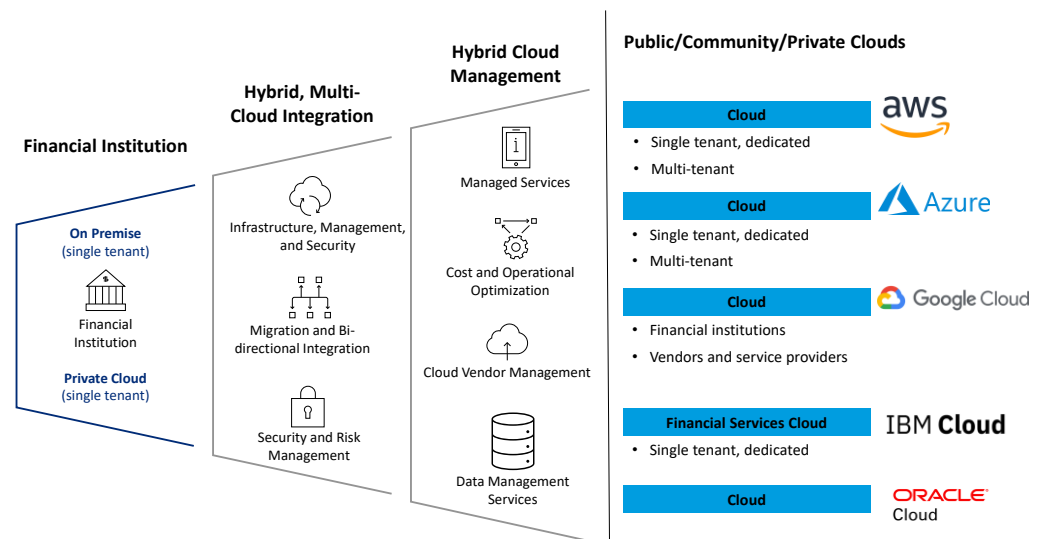 Financial Institution
On Premise
(single tenant)
$
Financial
Institution
Private Cloud
(single tenant)
Hybrid, Multi-
Cloud Integration
Infrastructure, Management,
and Security
Migration and Bi-
directional Integration
Security and Risk
Management
Hybrid Cloud
Management
i
Managed Services
Cost and Operational
Optimization
Cloud Vendor Management
Data Management
Services
Public/Community/Private Clouds
Cloud
aws
• Single tenant, dedicated
• Multi-tenant
Cloud
Azure
• Single tenant, dedicated
• Multi-tenant
Cloud
Google Cloud
• Financial institutions
• Vendors and service providers
Financial Services Cloud
IBM Cloud
• Single tenant, dedicated
Cloud
ORACLE®
Cloud